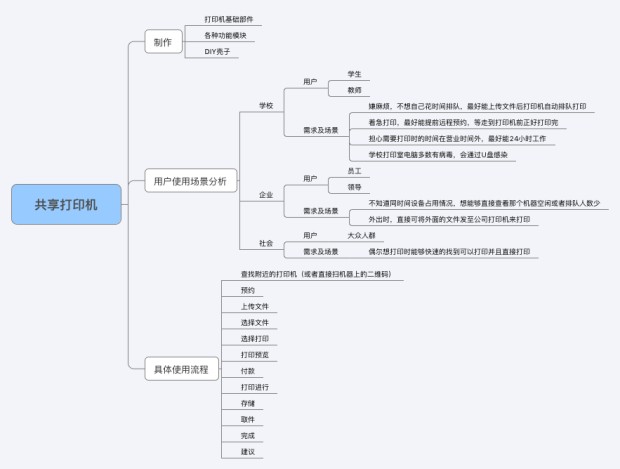 共享打印机
制作
打印机基础部件
各种功能模块
DIY壳子
用户使用场景分析
学校
用户
学生
教师
需求及场景
嫌麻烦，不想自己花时间排队，最好能上传文件后打印机自动排队打印
着急打印，最好能提前远程预约，等走到打印机前正好打印完
担心需要打印时的时间在营业时间外，最好能24小时工作
学校打印室电脑多数有病毒，会通过U盘感染
企业
用户
员工
领导
需求及场景
不知道同时间设备占用情况，想能够直接查看那个机器空闲或者排队人数少
外出时，直接可将外面的文件发至公司打印机来打印
社会
用户
大众人群
需求及场景
偶尔想打印时能够快速的找到可以打印并且直接打印
具体使用流程
查找附近的打印机（或者直接扫机器上的二维码）
预约
上传文件
选择文件
选择打印
打印预览
付款
打印进行
存储
取件
完成
建议